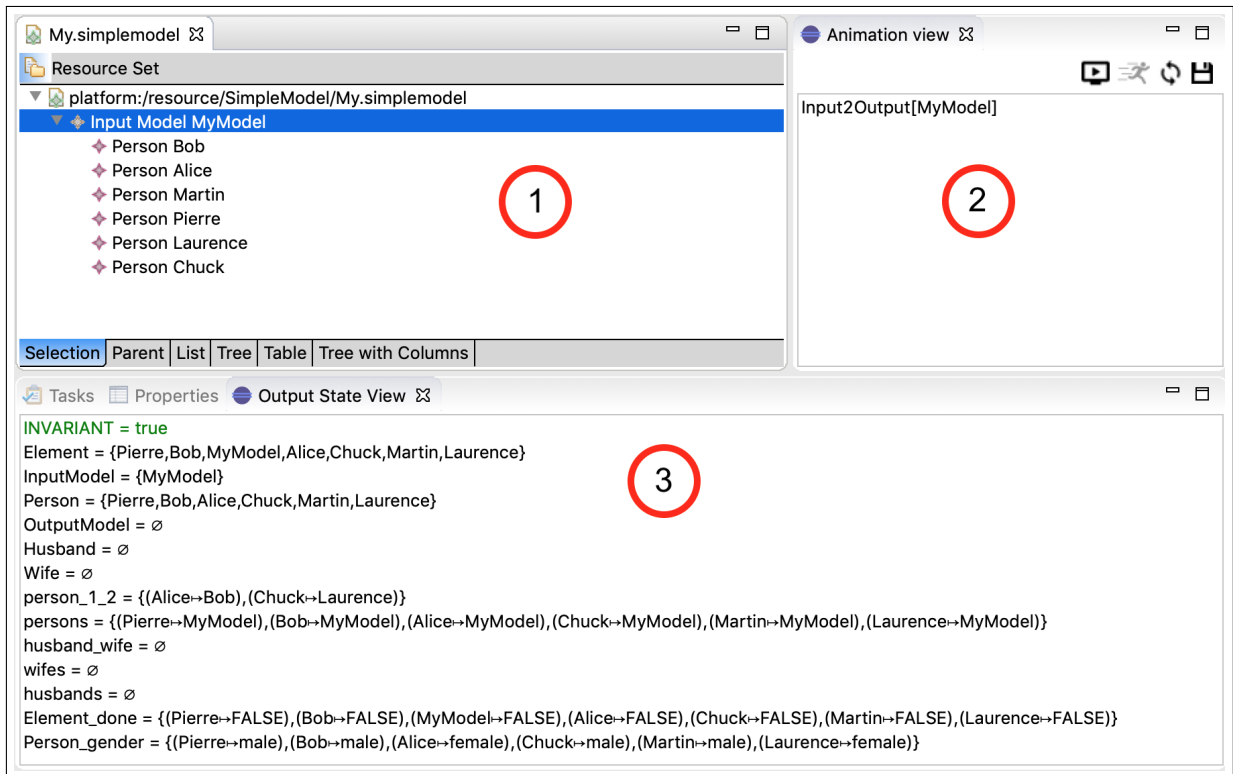 My.simplemodel
Resource Set
platform:/resource/SimpleModel/My.simplemodel
Input Model MyModel
Person Bob
Person Alice
Person Martin
Person Pierre
Person Laurence
Person Chuck
1
Selection Parent List Tree Table Tree with Columns
Animation view
Input2Output[MyModel]
2
Tasks Properties Output State View
INVARIANT = true
Element = {Pierre,Bob,MyModel,Alice,Chuck,Martin,Laurence}
InputModel = {MyModel}
Person = {Pierre,Bob,Alice,Chuck,Martin,Laurence}
OutputModel = ∅
Husband = ∅
Wife = ∅
person_1_2 = {(Alice↦Bob),(Chuck↦Laurence)}
persons = {(Pierre↦MyModel),(Bob↦MyModel),(Alice↦MyModel),(Chuck↦MyModel),(Martin↦MyModel),(Laurence↦MyModel)}
husband_wife = ∅
wifes = ∅
husbands = ∅
Element_done = {(Pierre↦FALSE),(Bob↦FALSE),(MyModel↦FALSE),(Alice↦FALSE),(Chuck↦FALSE),(Martin↦FALSE),(Laurence↦FALSE)}
Person_gender = {(Pierre↦male),(Bob↦male),(Alice↦female),(Chuck↦male),(Martin↦male),(Laurence↦female)}
3